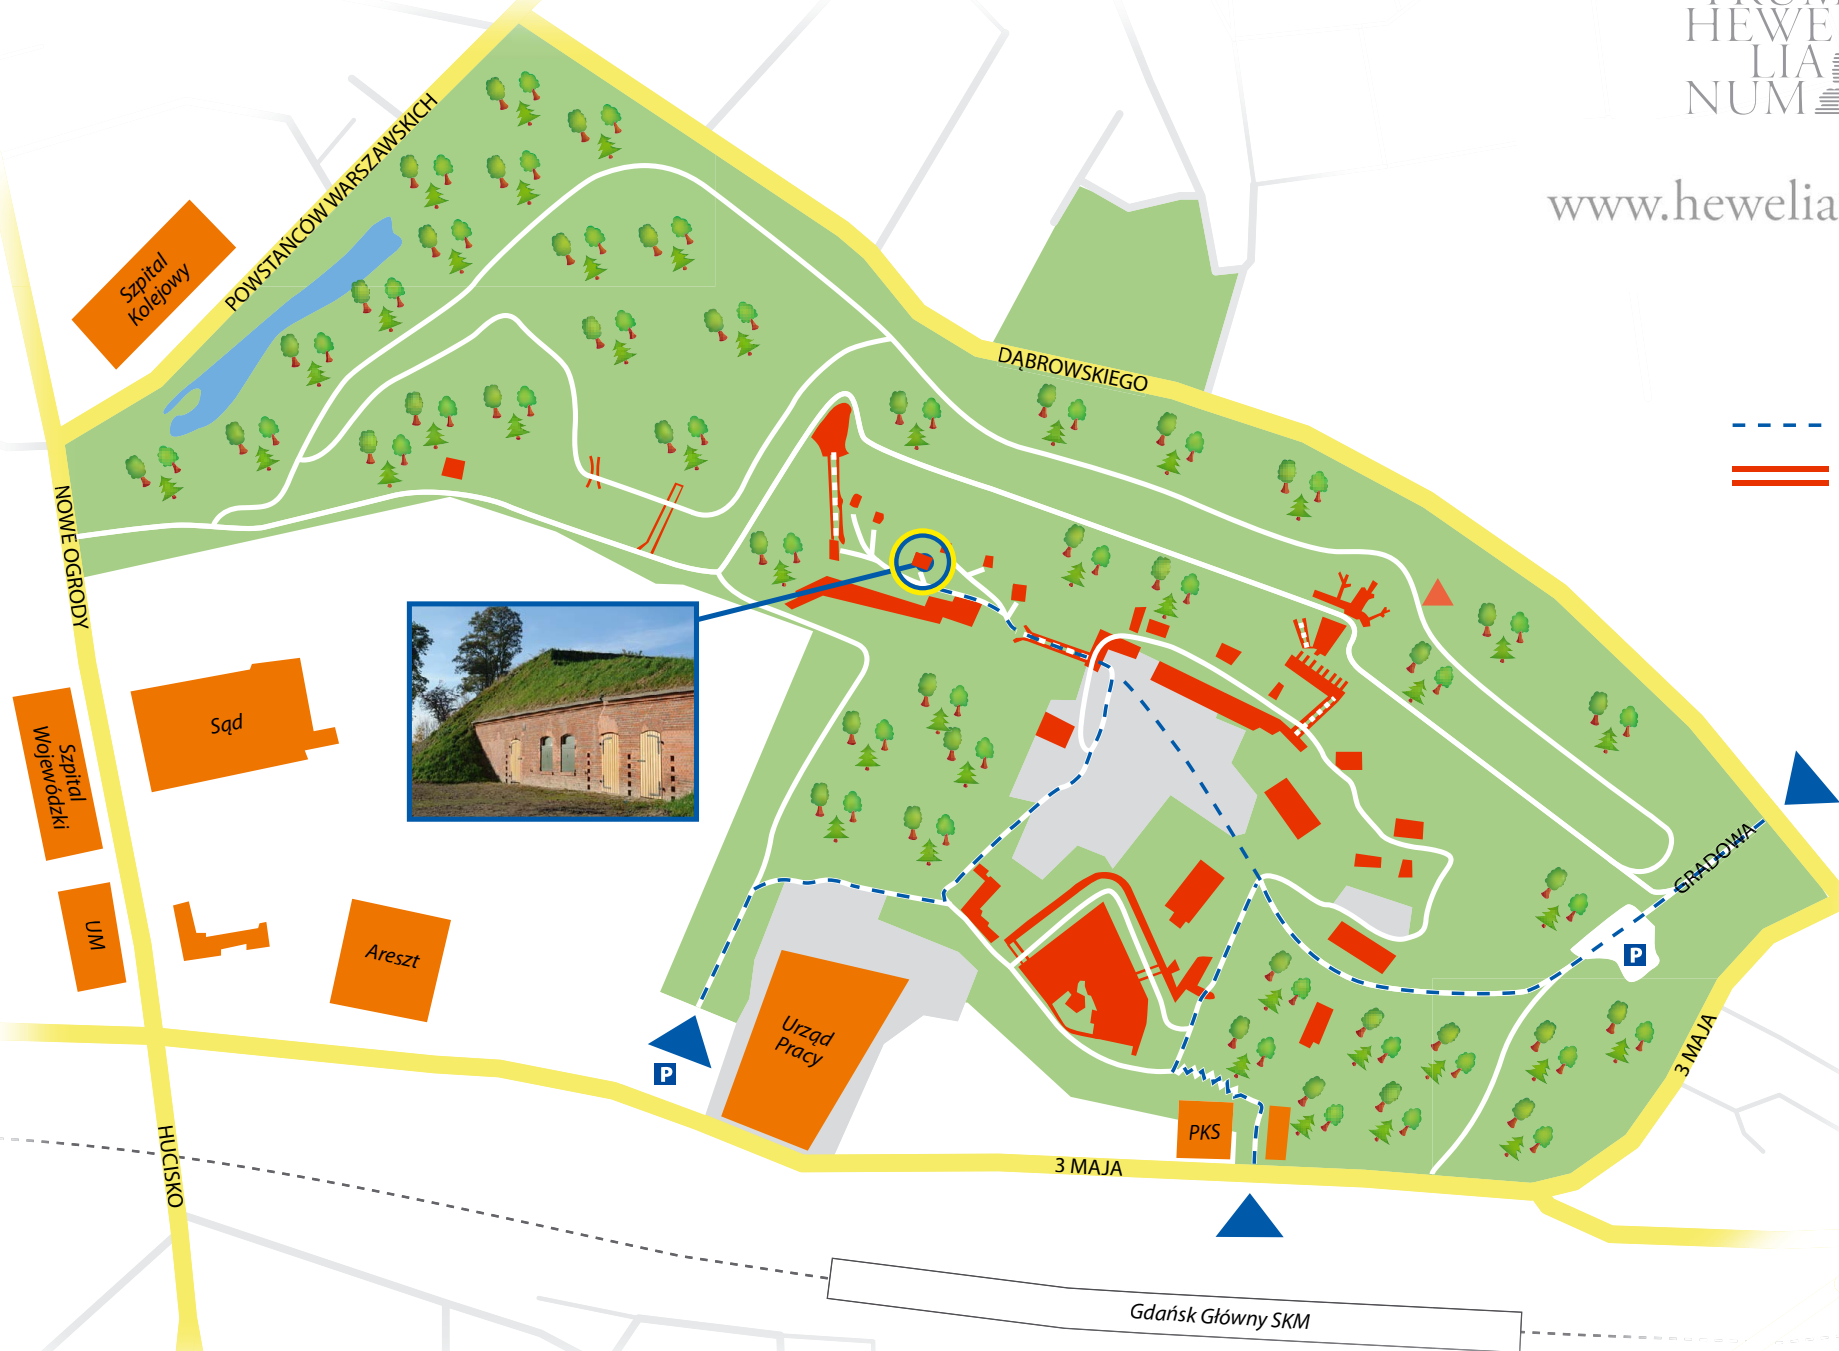 HEWE
LIA
NUM
www.hewelia
POWSTAŃCÓW WARSZAWSKICH
Szpital
Kolejowy
DĄBROWSKIEGO
NOWE OGRODY
Sąd
Szpital
Wojewódzki
UM
Areszt
Urząd
Pracy
P
GRADOWA
P
3 MAJA
PKS
3 MAJA
HUCISKO
Gdańsk Główny SKM